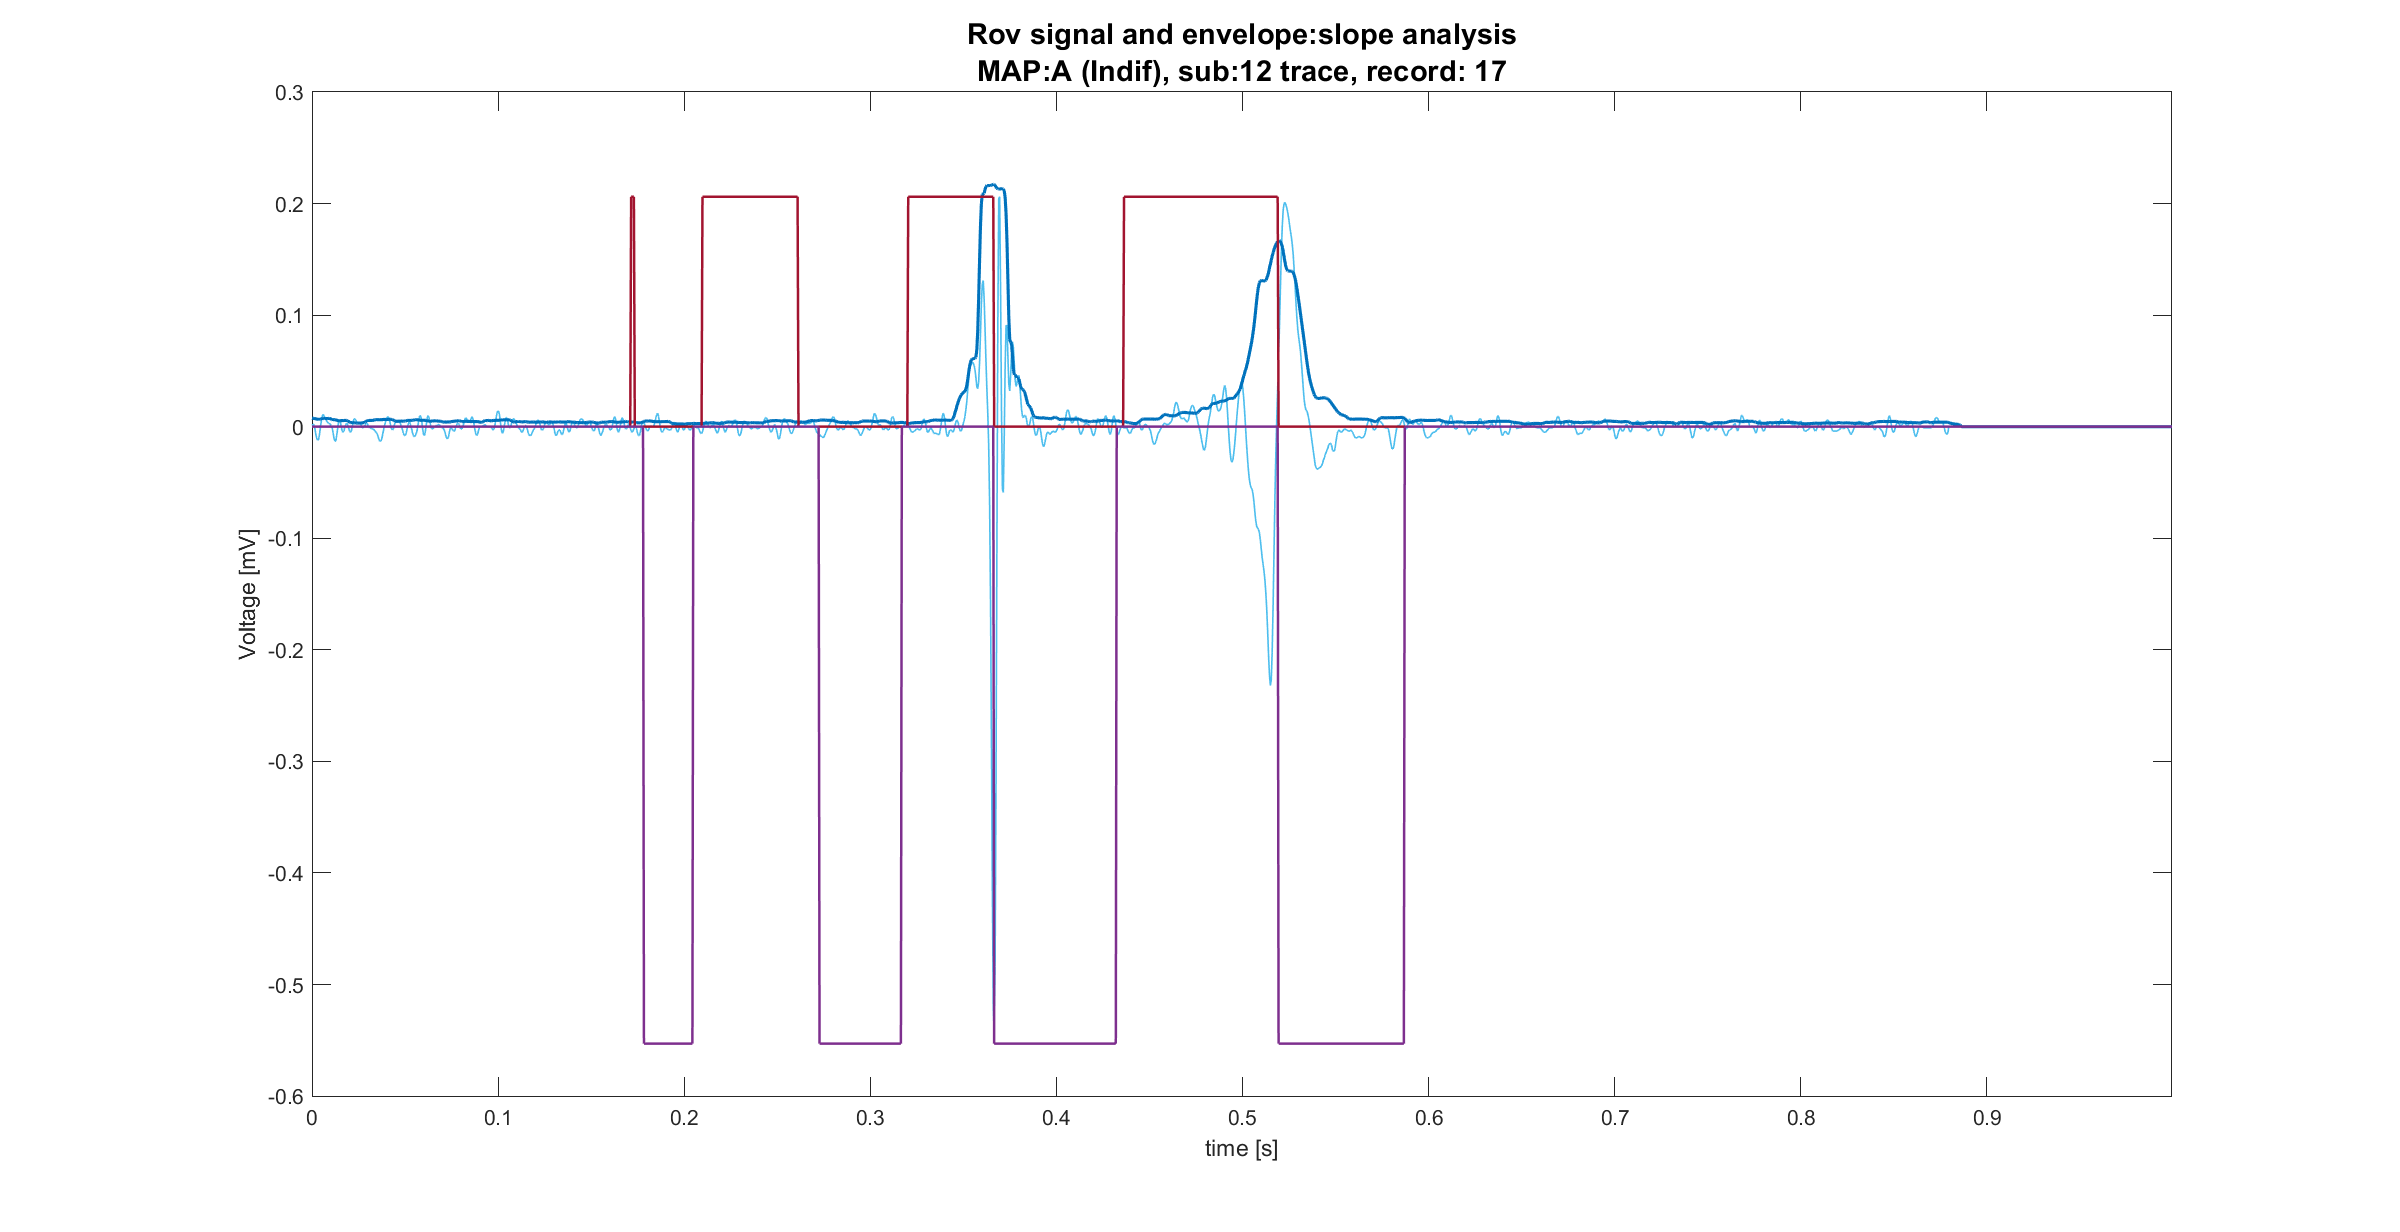 Rov signal and envelope:slope analysis
MAP:A (Indif), sub:12 trace, record: 17
0.3
0.2
0.1
0
-0.1
-0.2
-0.3
-0.4
-0.5
-0.6
Voltage [mV]
0 0.1 0.2 0.3 0.4 0.5 0.6 0.7 0.8 0.9
time [s]